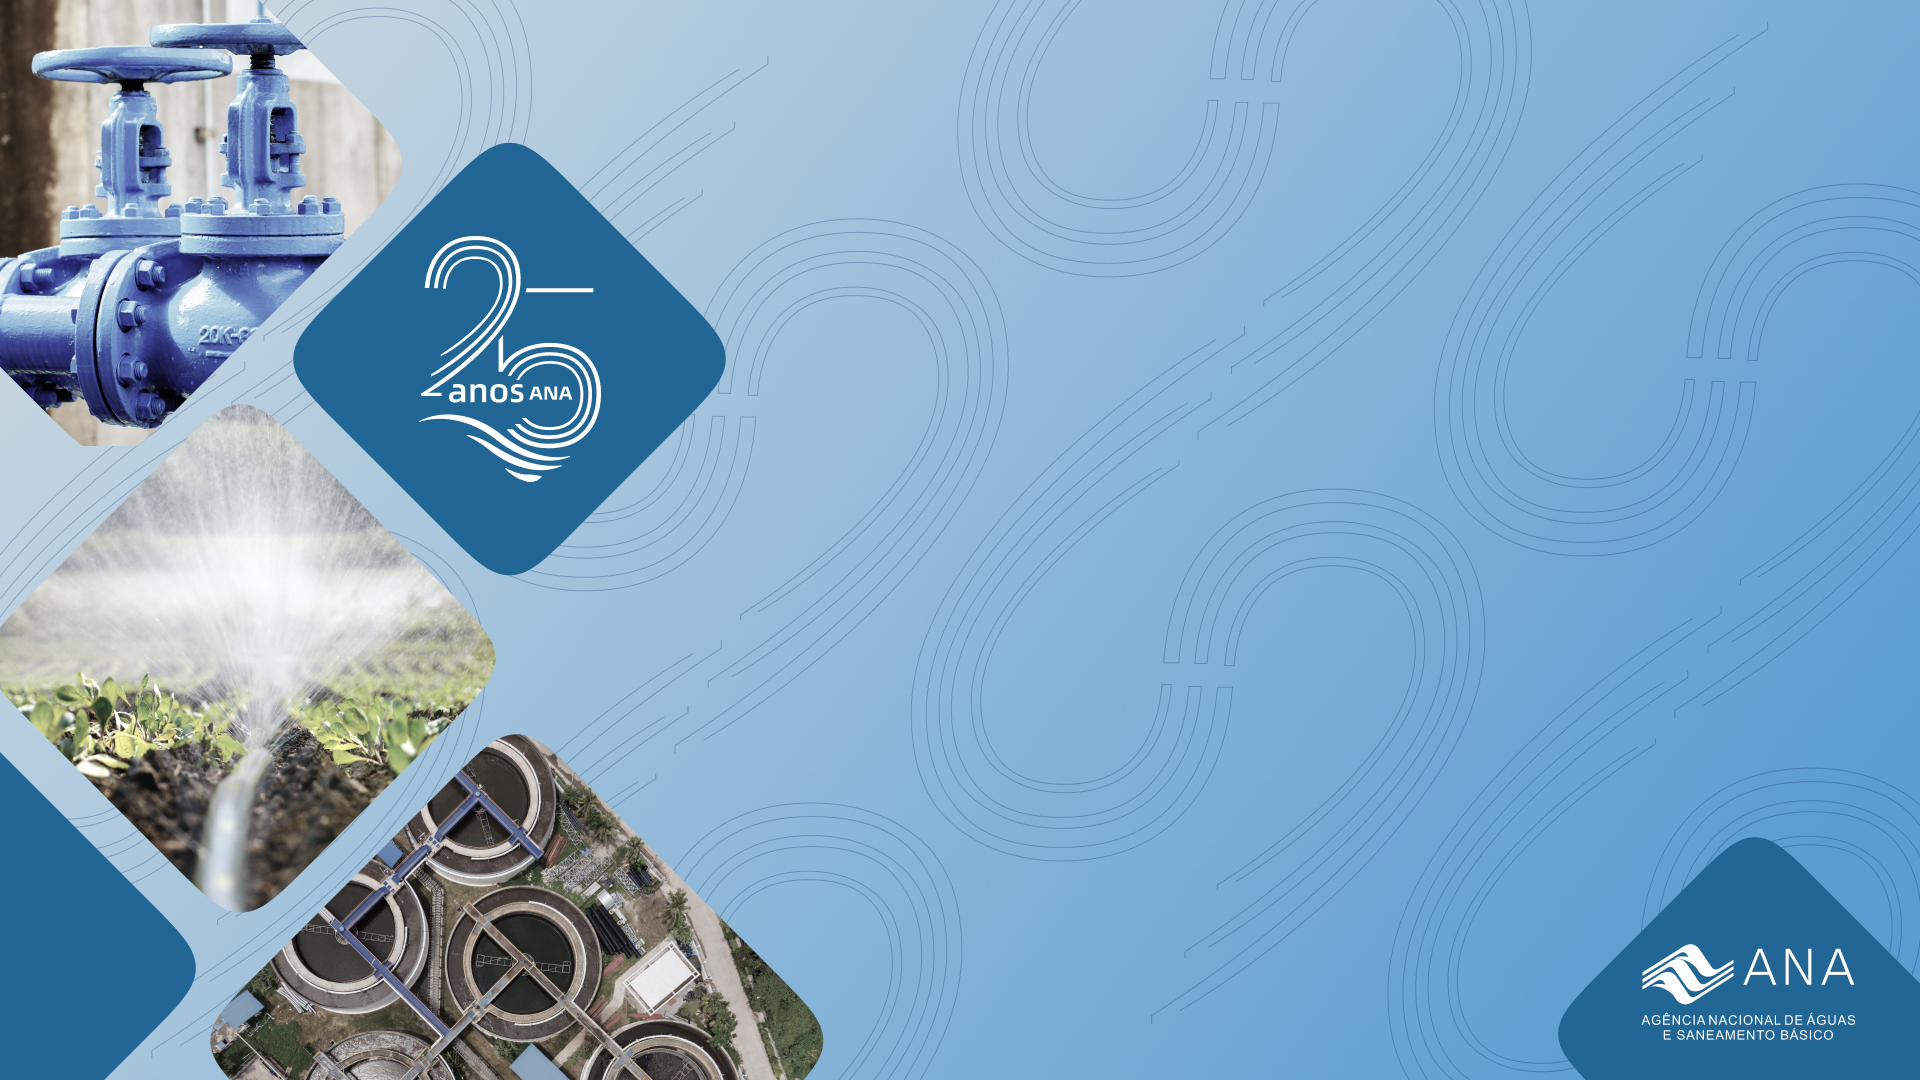 20K-
25
anos ANA
ANA
AGÊNCIA NACIONAL DE ÁGUAS
E SANEAMENTO BÁSICO